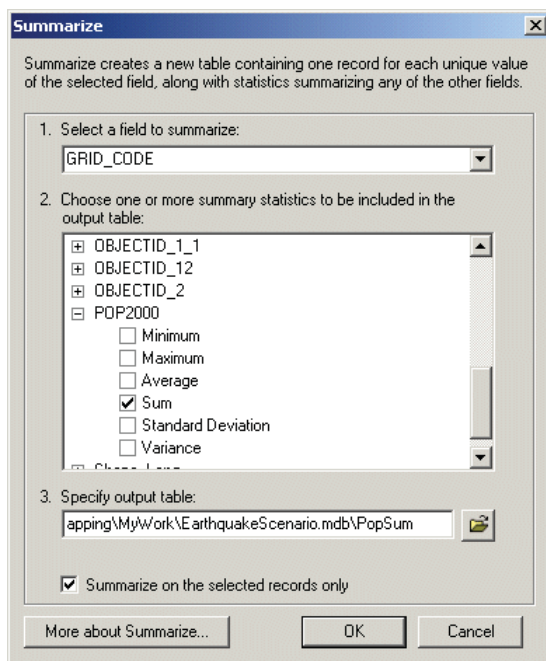 Summarize
Summarize creates a new table containing one record for each unique value
of the selected field, along with statistics summarizing any of the other fields.
1. Select a field to summarize:
GRID_CODE
2. Choose one or more summary statistics to be included in the
output table:
OBJECTID_1_1
OBJECTID_12
OBJECTID_2
POP2000
Minimum
Maximum
Average
Sum
Standard Deviation
Variance
3. Specify output table:
apping\MyWork\EarthquakeScenario.mdb\PopSum
Summarize on the selected records only
More about Summarize...
OK
Cancel